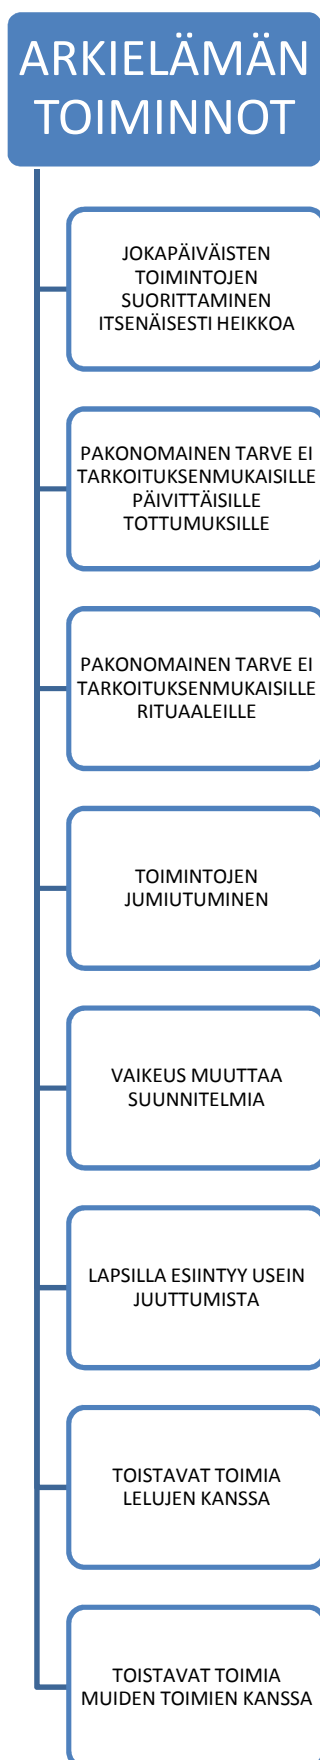 ARKIELÄMÄN
TOIMINNOT
JOKAPÄIVÄISTEN
TOIMINTOJEN
SUORITTAMINEN
ITSENÄISESTI HEIKKOA
PAKONOMAINEN TARVE EI
TARKOITUKSENMUKAISILLE
PÄIVITTÄISILLE
TOTTUMUKSILLE
PAKONOMAINEN TARVE EI
TARKOITUKSENMUKAISILLE
RITUAALEILLE
TOIMINTOJEN
JUMIUTUMINEN
VAIKEUS MUUTTAA
SUUNNITELMIA
LAPSILLA ESIINTYY USEIN
JUUTTUMISTA
TOISTAVAT TOIMIA
LELUJEN KANSSA
TOISTAVAT TOIMIA
MUIDEN TOIMIEN KANSSA